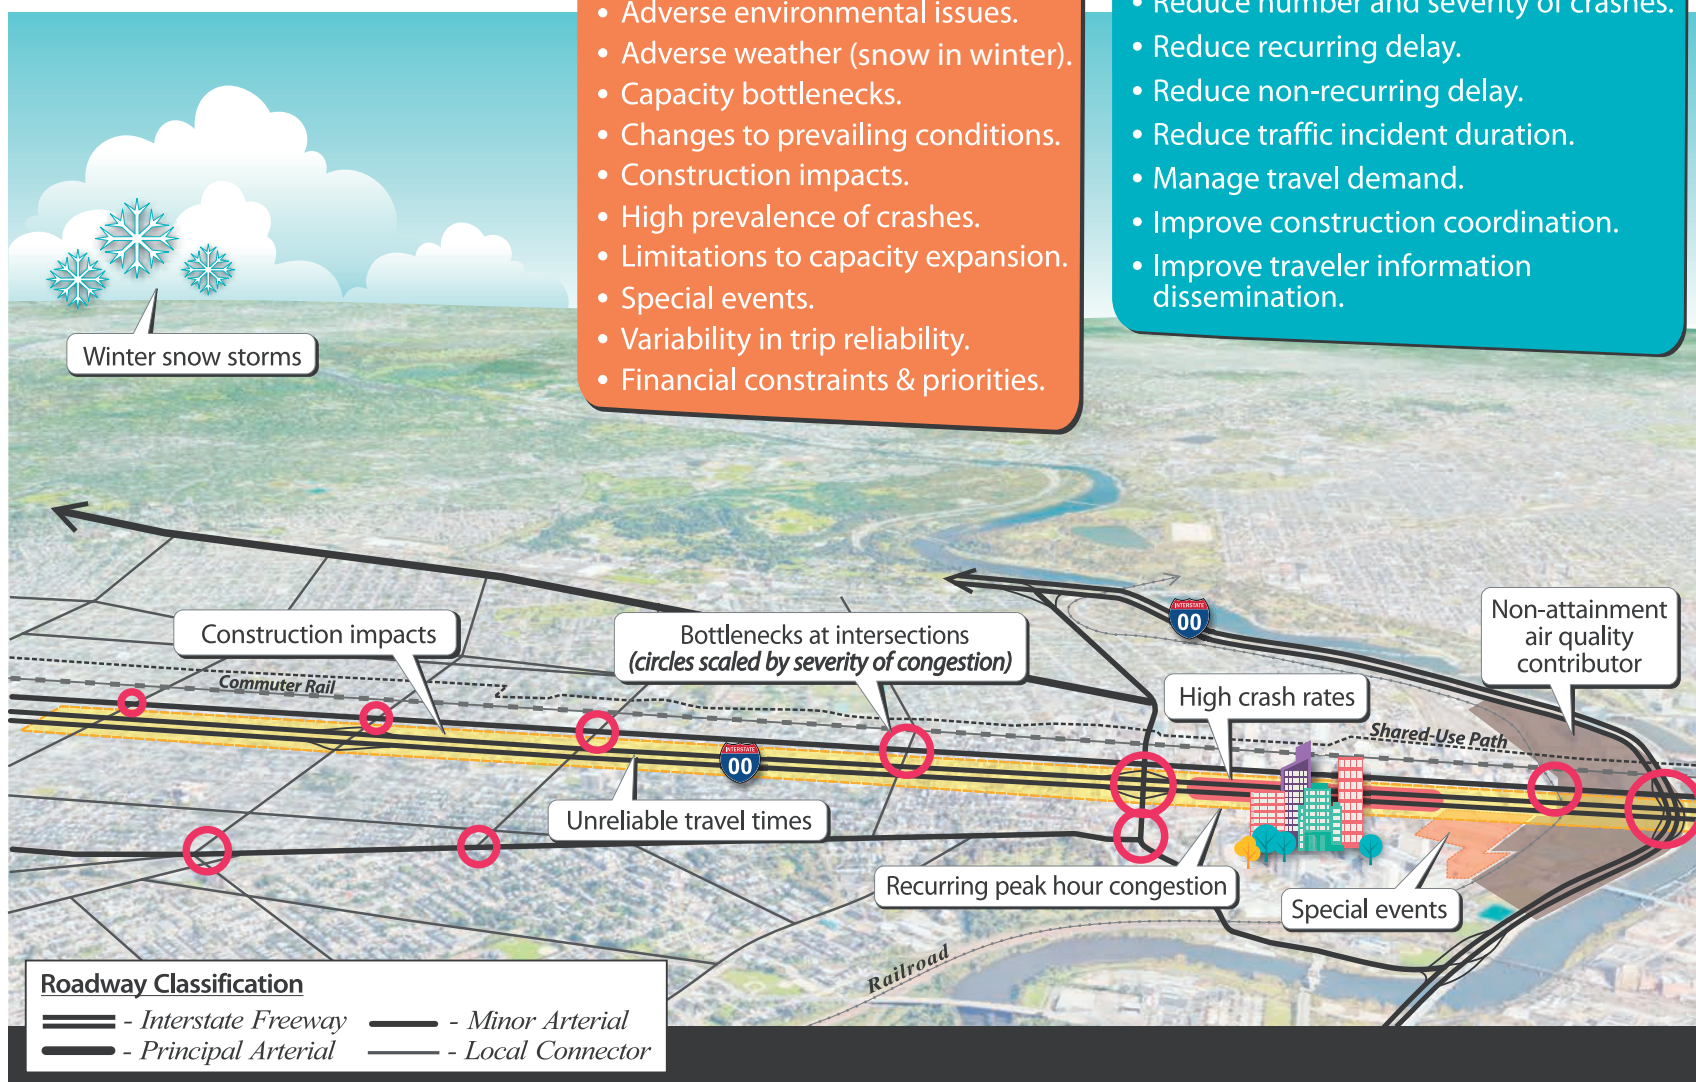 • Adverse environmental issues.
• Adverse weather (snow in winter).
• Capacity bottlenecks.
• Changes to prevailing conditions.
• Construction impacts.
• High prevalence of crashes.
• Limitations to capacity expansion.
• Special events.
• Variability in trip reliability.
• Financial constraints & priorities.
• Reduce number and severity of crashes.
• Reduce recurring delay.
• Reduce non-recurring delay.
• Reduce traffic incident duration.
• Manage travel demand.
• Improve construction coordination.
• Improve traveler information
dissemination.
Winter snow storms
Construction impacts
Bottlenecks at intersections
(circles scaled by severity of congestion)
INTERSTATE
00
Non-attainment
air quality
contributor
Commuter Rail
High crash rates
Shared-Use Path
INTERSTATE
00
Unreliable travel times
Recurring peak hour congestion
Special events
Railroad
Roadway Classification
- Interstate Freeway
- Minor Arterial
- Principal Arterial
- Local Connector